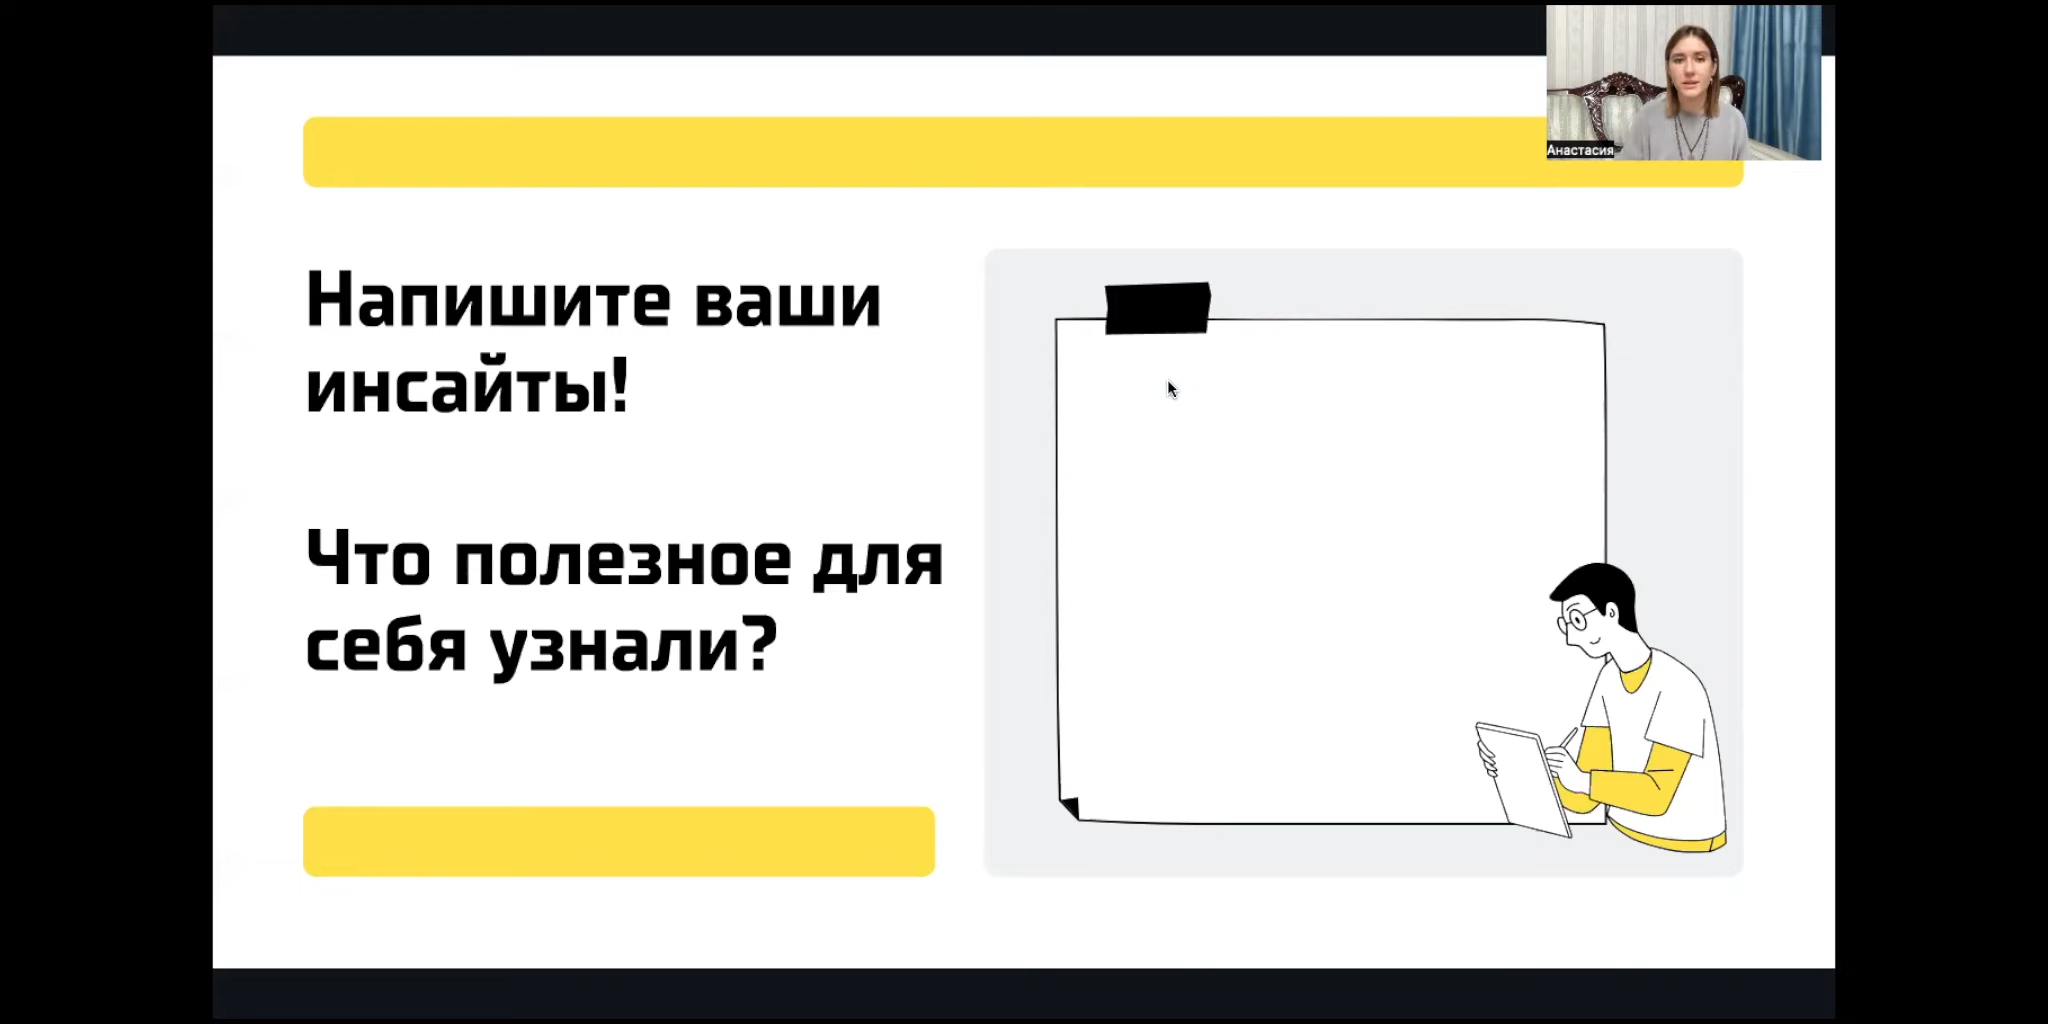 Анастасия
Напишите ваши
инсайты!
Что полезное для
себя узнали?